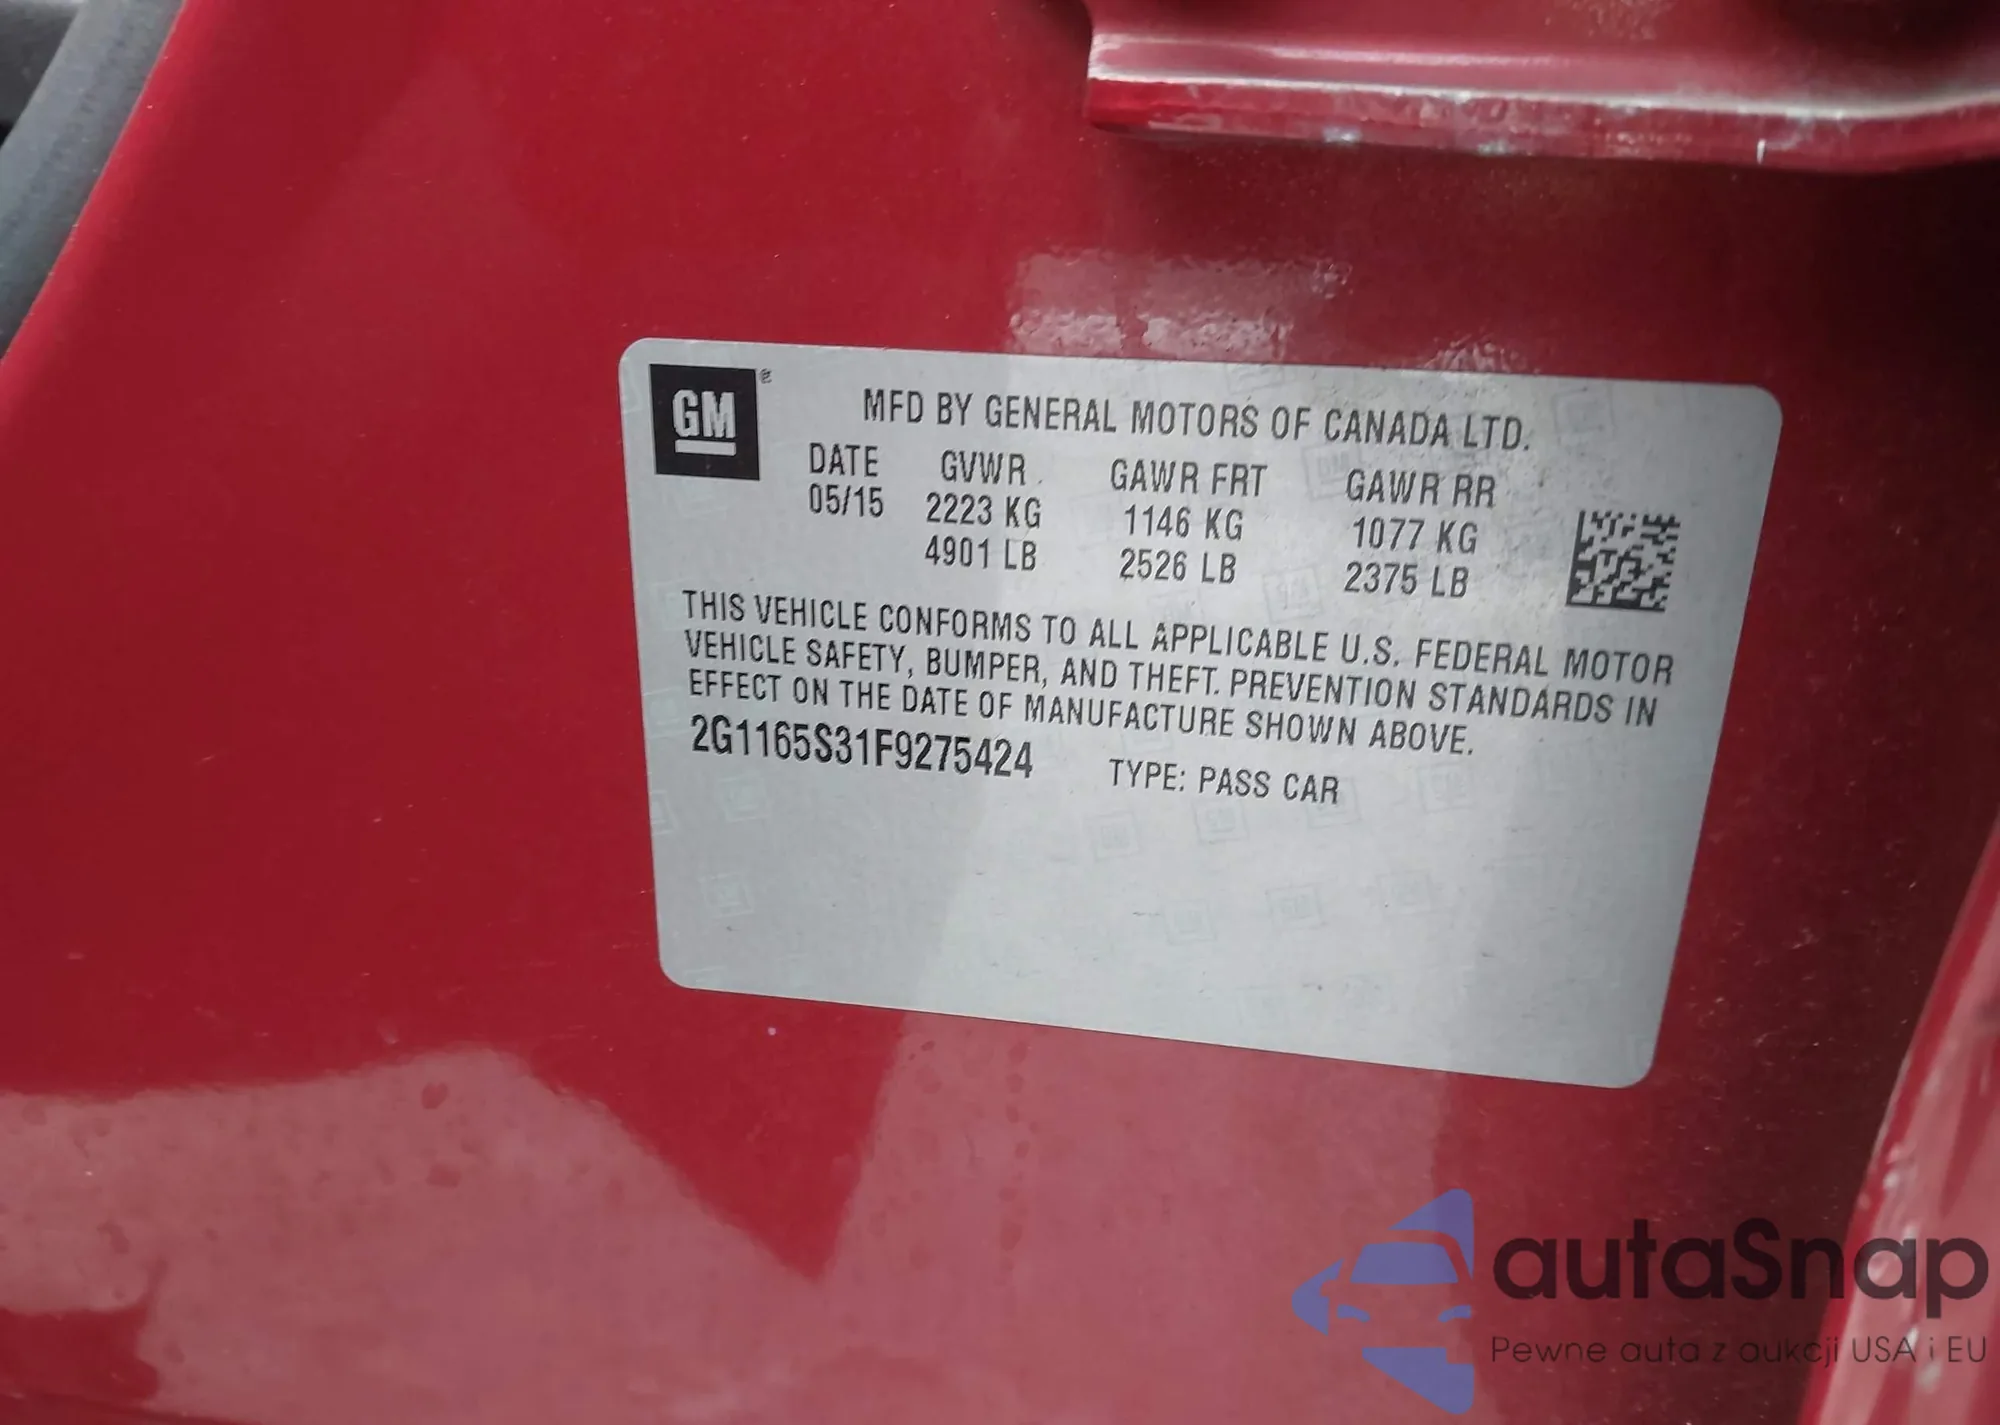 GM
MFD BY GENERAL MOTORS OF CANADA LTD.
DATE GVWR GAWR FRT GAWR RR
05/15 2223 KG 1146 KG 1077 KG
4901 LB 2526 LB 2375 LB
THIS VEHICLE CONFORMS TO ALL APPLICABLE U.S. FEDERAL MOTOR
VEHICLE SAFETY, BUMPER, AND THEFT. PREVENTION STANDARDS IN
EFFECT ON THE DATE OF MANUFACTURE SHOWN ABOVE.
2G1165S31F9275424 TYPE: PASS CAR
autaSnap
Pewne auta z aukcji USA i EU